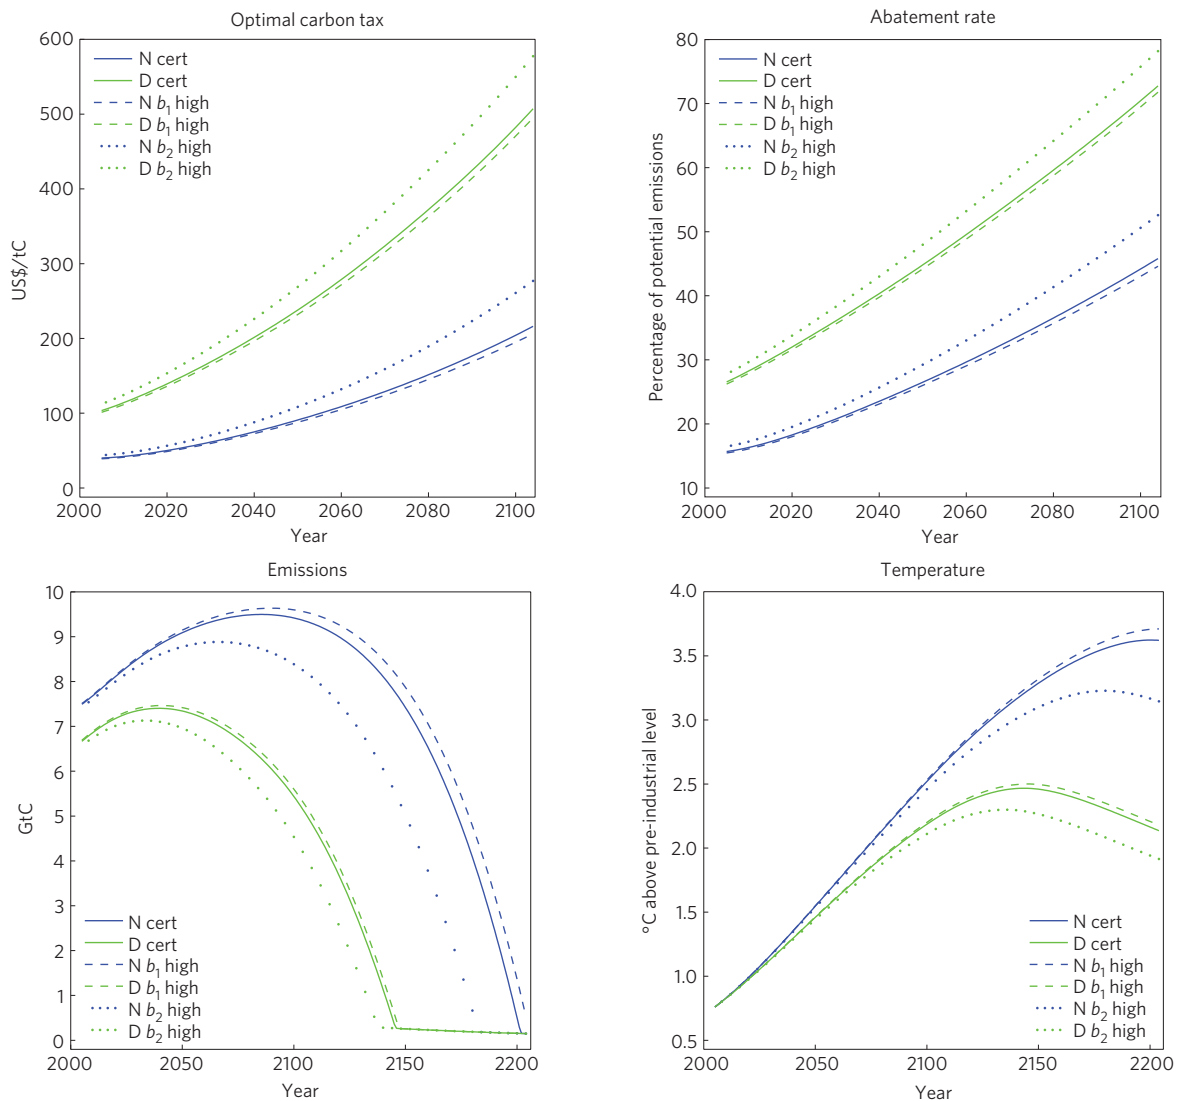 Optimal carbon tax
600
500
400
300
200
100
0
US$/tC
N cert
D cert
N b1 high
D b1 high
N b2 high
D b2 high
2000 2020 2040 2060 2080 2100
Year
Abatement rate
80
70
60
50
40
30
20
10
Percentage of potential emissions
N cert
D cert
N b1 high
D b1 high
N b2 high
D b2 high
2000 2020 2040 2060 2080 2100
Year
Emissions
10
9
8
7
6
5
4
3
2
1
0
GtC
N cert
D cert
N b1 high
D b1 high
N b2 high
D b2 high
2000 2050 2100 2150 2200
Year
Temperature
4.0
3.5
3.0
2.5
2.0
1.5
1.0
0.5
°C above pre-industrial level
N cert
D cert
N b1 high
D b1 high
N b2 high
D b2 high
2000 2050 2100 2150 2200
Year